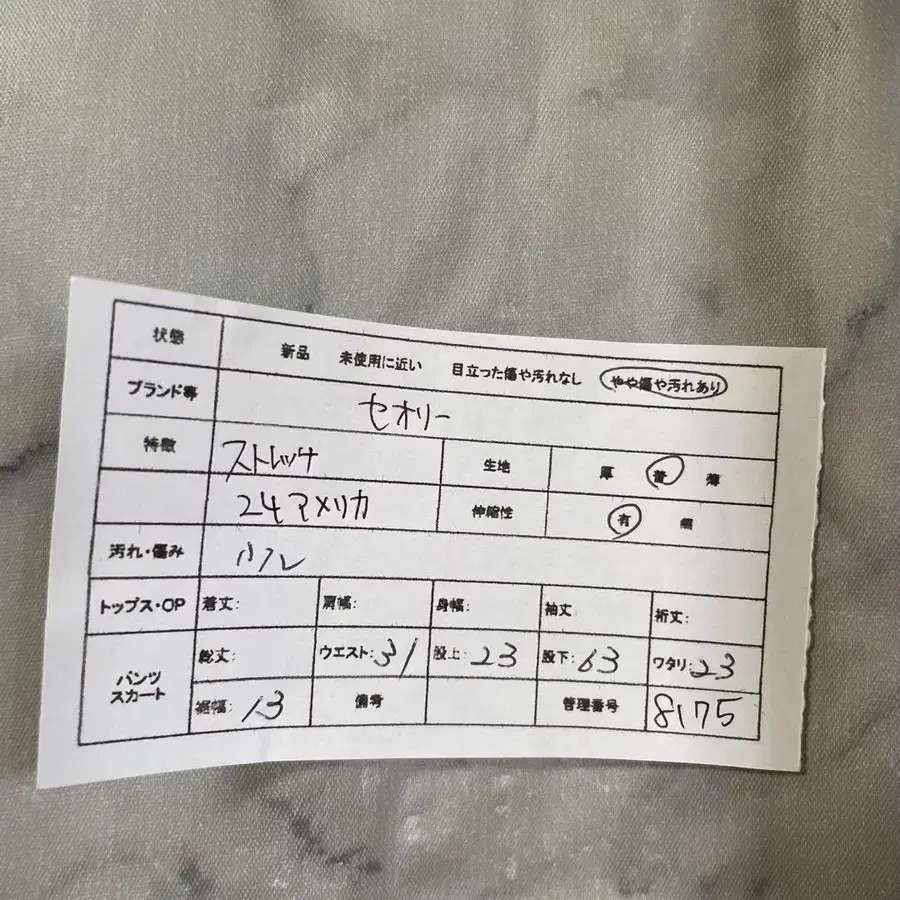 状態 新品 未使用に近い 目立った傷や汚れなし やや傷や汚れあり
ブランド等 セオリー
特徴 ストレッチ 生地 厚 普 薄
24アメリカ 伸縮性 有 無
汚れ・傷み
トップス・OP 着丈: 肩幅: 身幅: 袖丈 裄丈:
パンツ スカート 総丈: ウエスト:31 股上:23 股下:63 ワタリ:23
裾幅:13 備考 管理番号 8175